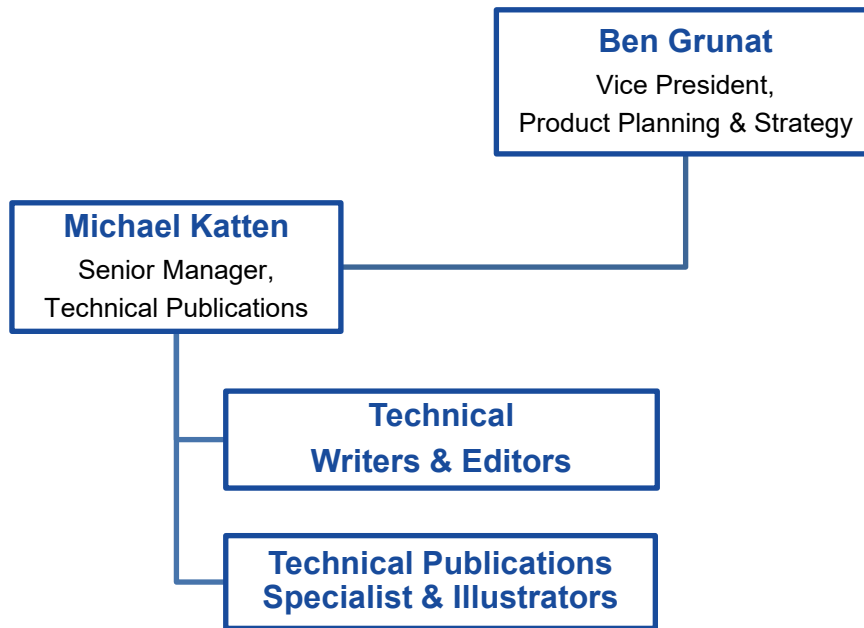 Ben Grunat
Vice President,
Product Planning & Strategy
Michael Katten
Senior Manager,
Technical Publications
Technical
Writers & Editors
Technical Publications
Specialist & Illustrators